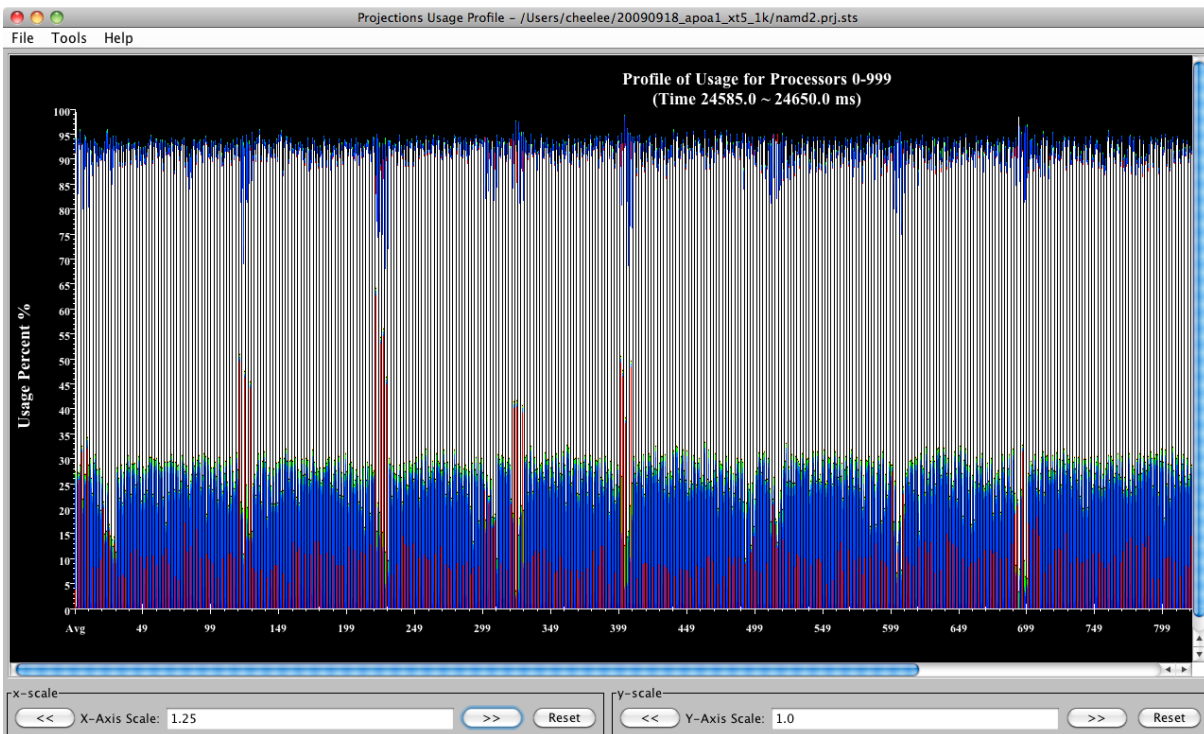 Projections Usage Profile - /Users/cheelee/20090918_apoa1_xt5_1k/namd2.prj.sts
File Tools Help
Profile of Usage for Processors 0-999
(Time 24585.0 ~ 24650.0 ms)
Usage Percent %
100
95
90
85
80
75
70
65
60
55
50
45
40
35
30
25
20
15
10
5
0
Avg 49 99 149 199 249 299 349 399 449 499 549 599 649 699 749 799
x-scale
<< X-Axis Scale: 1.25 >> Reset
y-scale
<< Y-Axis Scale: 1.0 >> Reset